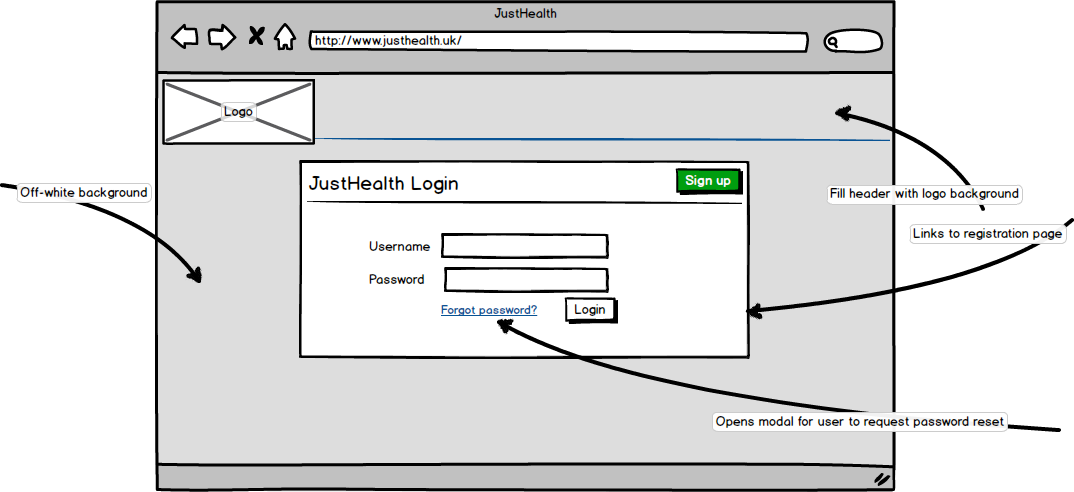 JustHealth
http://www.justhealth.uk/
Logo
Off-white background
JustHealth Login
Sign up
Fill header with logo background
Links to registration page
Username
Password
Forgot password?
Login
Opens modal for user to request password reset